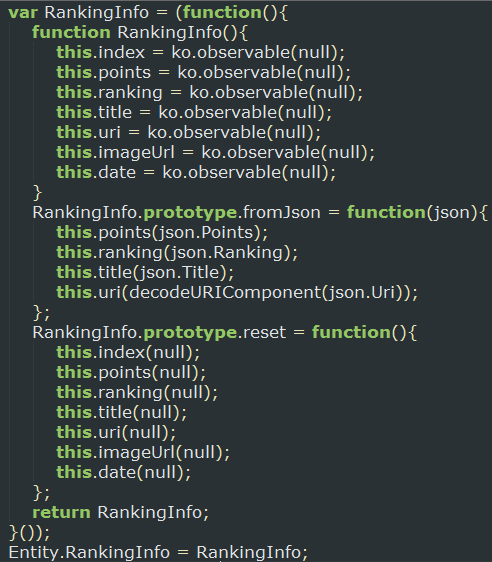 var RankingInfo = (function(){
function RankingInfo(){
this.index = ko.observable(null);
this.points = ko.observable(null);
this.ranking = ko.observable(null);
this.title = ko.observable(null);
this.uri = ko.observable(null);
this.imageUrl = ko.observable(null);
this.date = ko.observable(null);
}
RankingInfo.prototype.fromJson = function(json){
this.points(json.Points);
this.ranking(json.Ranking);
this.title(json.Title);
this.uri(decodeURIComponent(json.Uri));
};
RankingInfo.prototype.reset = function(){
this.index(null);
this.points(null);
this.ranking(null);
this.title(null);
this.uri(null);
this.imageUrl(null);
this.date(null);
};
return RankingInfo;
}());
Entity.RankingInfo = RankingInfo;